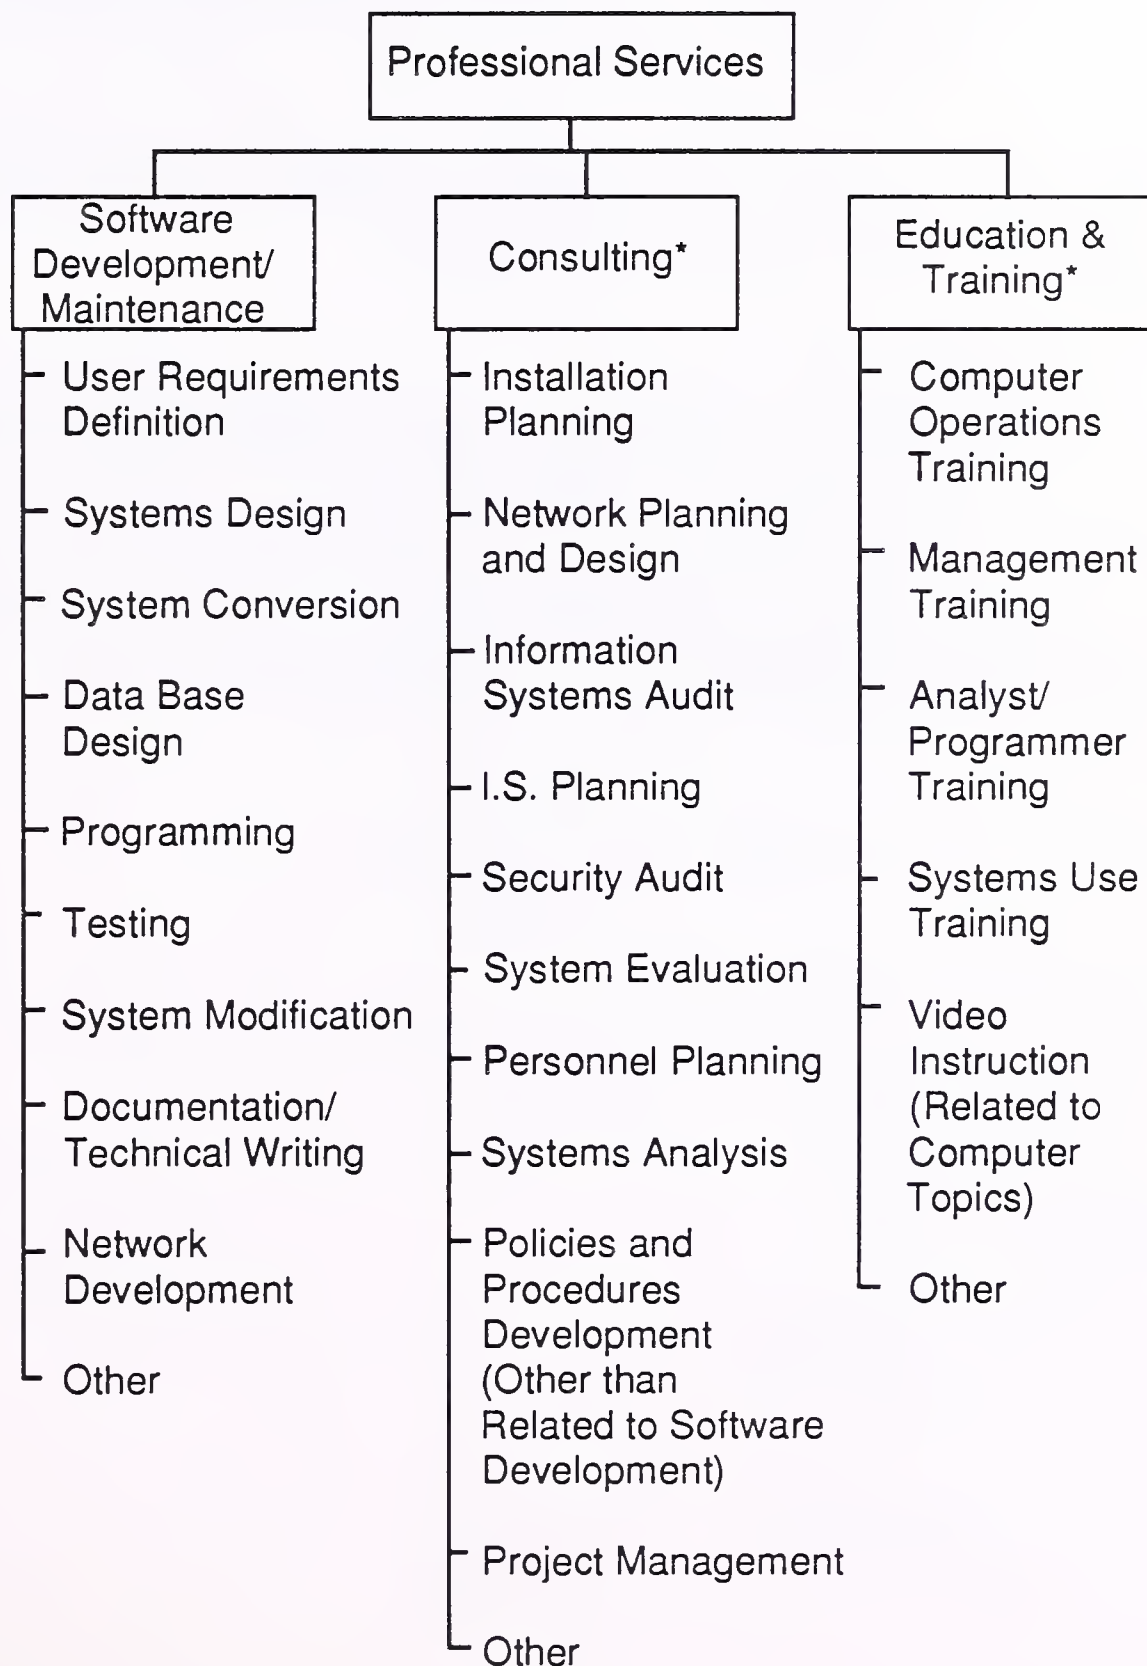 Professional Services
Software
Development/
Maintenance
User Requirements
Definition
Systems Design
System Conversion
Data Base
Design
Programming
Testing
System Modification
Documentation/
Technical Writing
Network
Development
Other
Consulting*
Installation
Planning
Network Planning
and Design
Information
Systems Audit
I.S. Planning
Security Audit
System Evaluation
Personnel Planning
Systems Analysis
Policies and
Procedures
Development
(Other than
Related to Software
Development)
Project Management
Other
Education &
Training*
Computer
Operations
Training
Management
Training
Analyst/
Programmer
Training
Systems Use
Training
Video
Instruction
(Related to
Computer
Topics)
Other